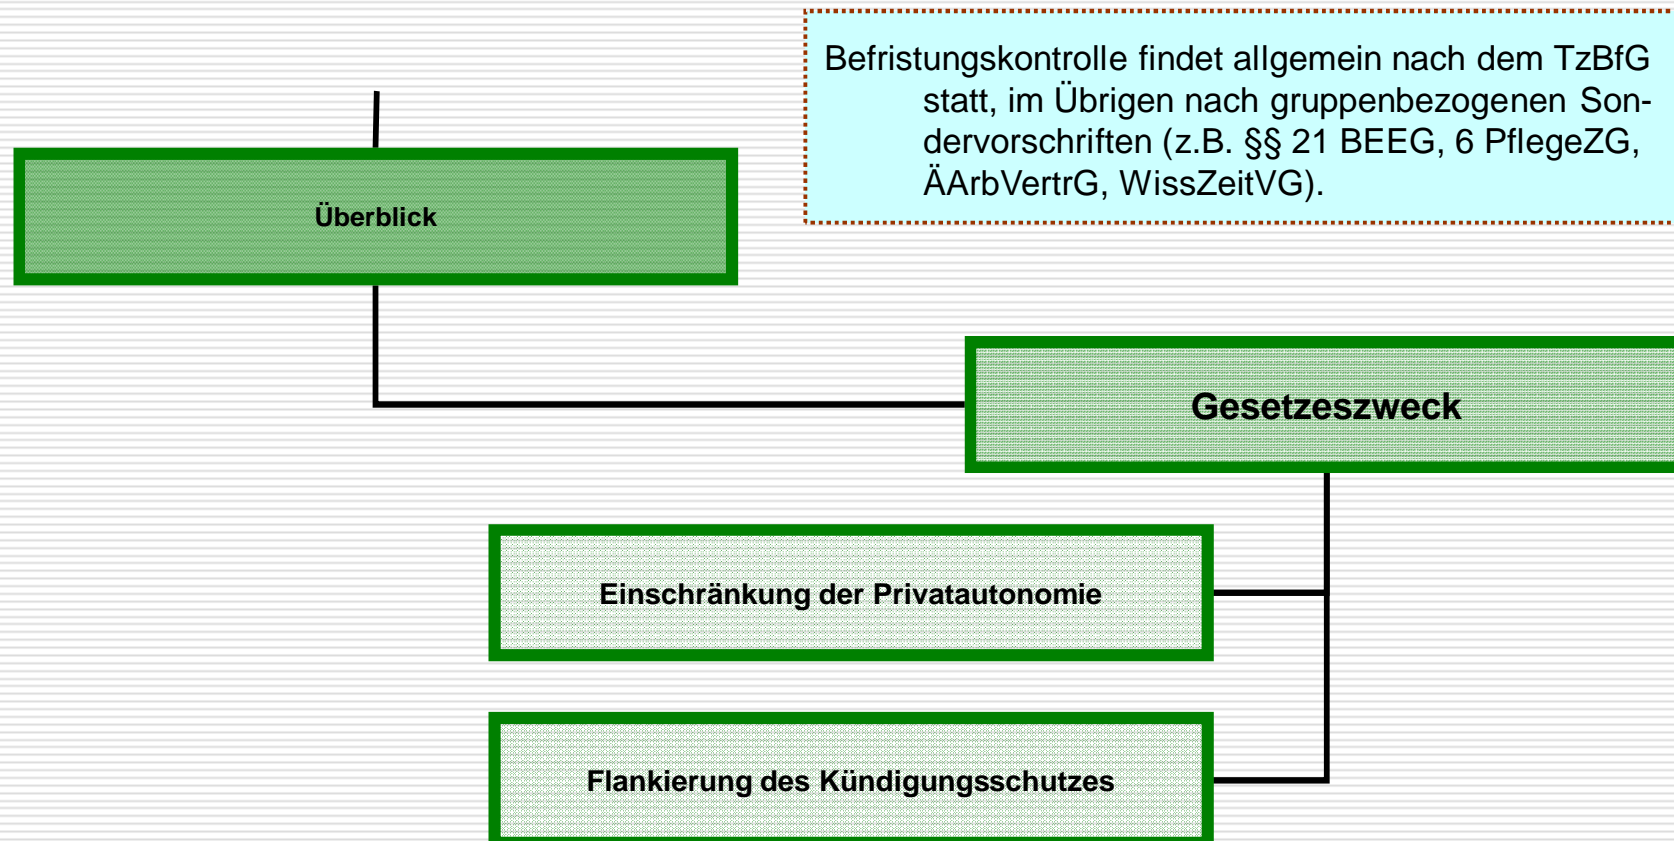 Befristungskontrolle findet allgemein nach dem TzBfG
statt, im Übrigen nach gruppenbezogenen Son-
dervorschriften (z.B. §§ 21 BEEG, 6 PflegeZG,
ÄArbVertrG, WissZeitVG).
Überblick
Gesetzeszweck
Einschränkung der Privatautonomie
Flankierung des Kündigungsschutzes